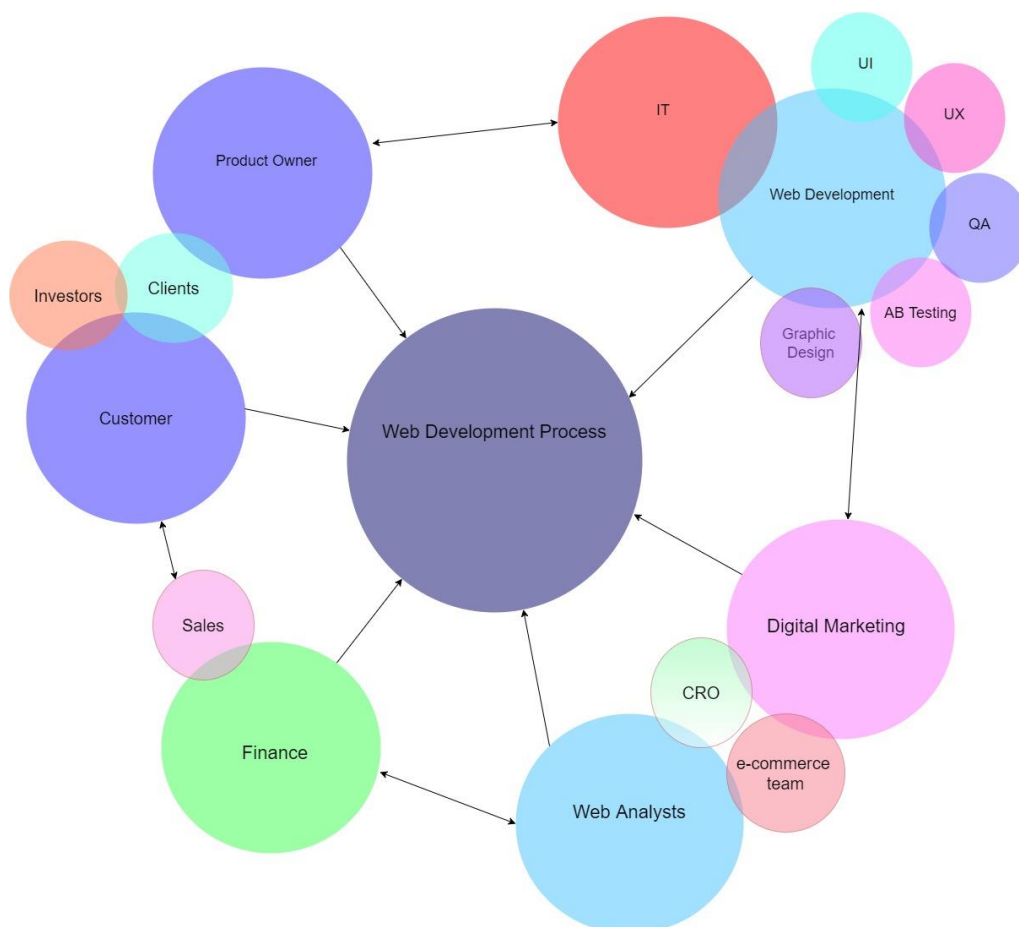 UI
IT
UX
Product Owner
Web Development
QA
Investors
Clients
AB Testing
Graphic
Design
Customer
Web Development Process
Sales
Digital Marketing
CRO
Finance
e-commerce
team
Web Analysts